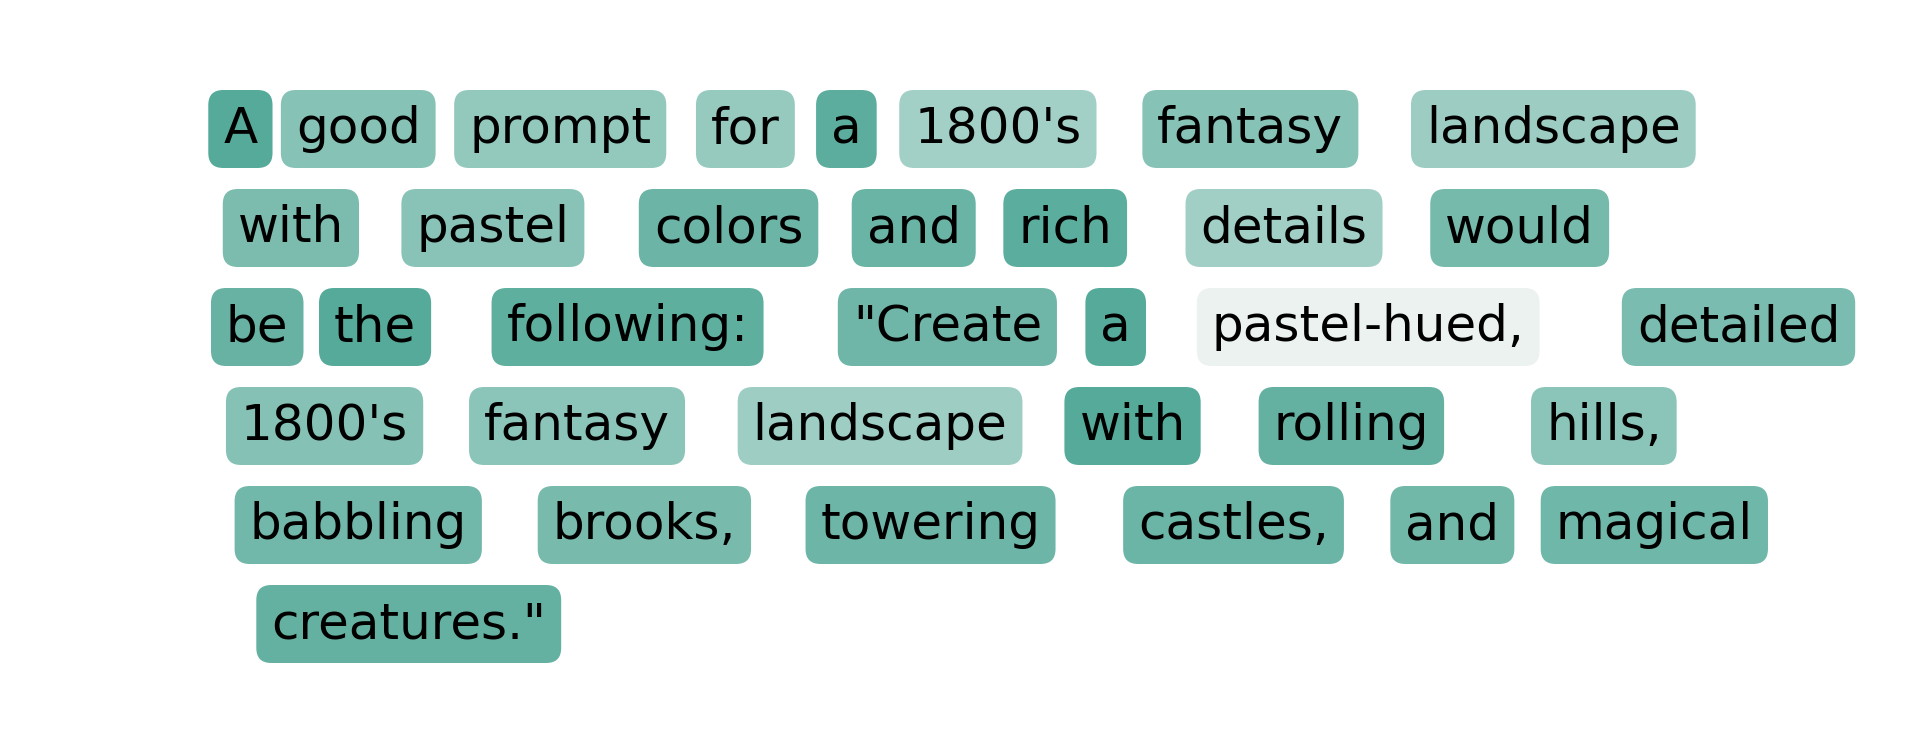 A good prompt for a 1800's fantasy landscape
with pastel colors and rich details would
be the following: "Create a pastel-hued, detailed
1800's fantasy landscape with rolling hills,
babbling brooks, towering castles, and magical
creatures."